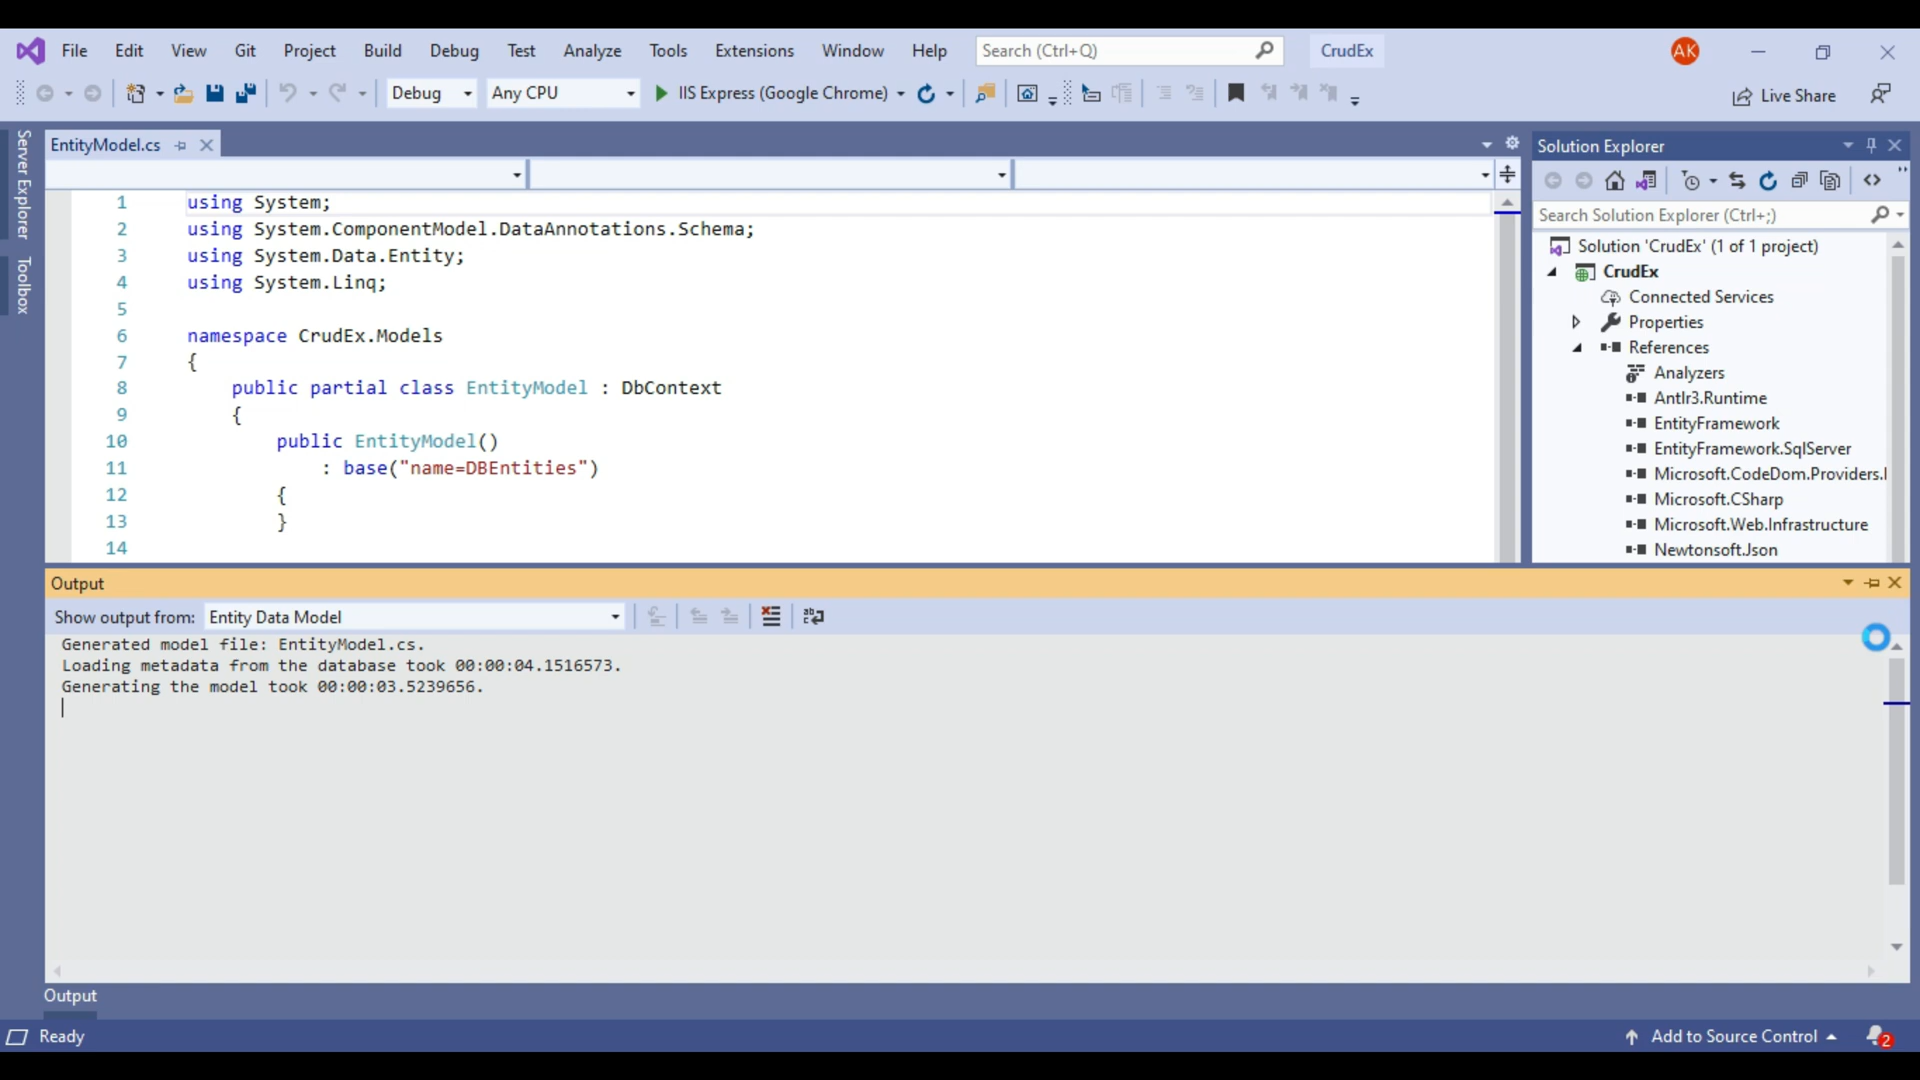 File Edit View Git Project Build Debug Test Analyze Tools Extensions Window Help Search (Ctrl+Q) CrudEx AK
Debug Any CPU IIS Express (Google Chrome) Live Share
Server Explorer
Toolbox
EntityModel.cs
1 using System;
2 using System.ComponentModel.DataAnnotations.Schema;
3 using System.Data.Entity;
4 using System.Linq;
5
6 namespace CrudEx.Models
7 {
8 public partial class EntityModel : DbContext
9 {
10 public EntityModel()
11 : base("name=DBEntities")
12 {
13 }
14
Solution Explorer
Search Solution Explorer (Ctrl+;)
Solution 'CrudEx' (1 of 1 project)
CrudEx
Connected Services
Properties
References
Analyzers
Antlr3.Runtime
EntityFramework
EntityFramework.SqlServer
Microsoft.CodeDom.Providers.
Microsoft.CSharp
Microsoft.Web.Infrastructure
Newtonsoft.Json
Output
Show output from: Entity Data Model
Generated model file: EntityModel.cs.
Loading metadata from the database took 00:00:04.1516573.
Generating the model took 00:00:03.5239656.
Output
Ready Add to Source Control 2